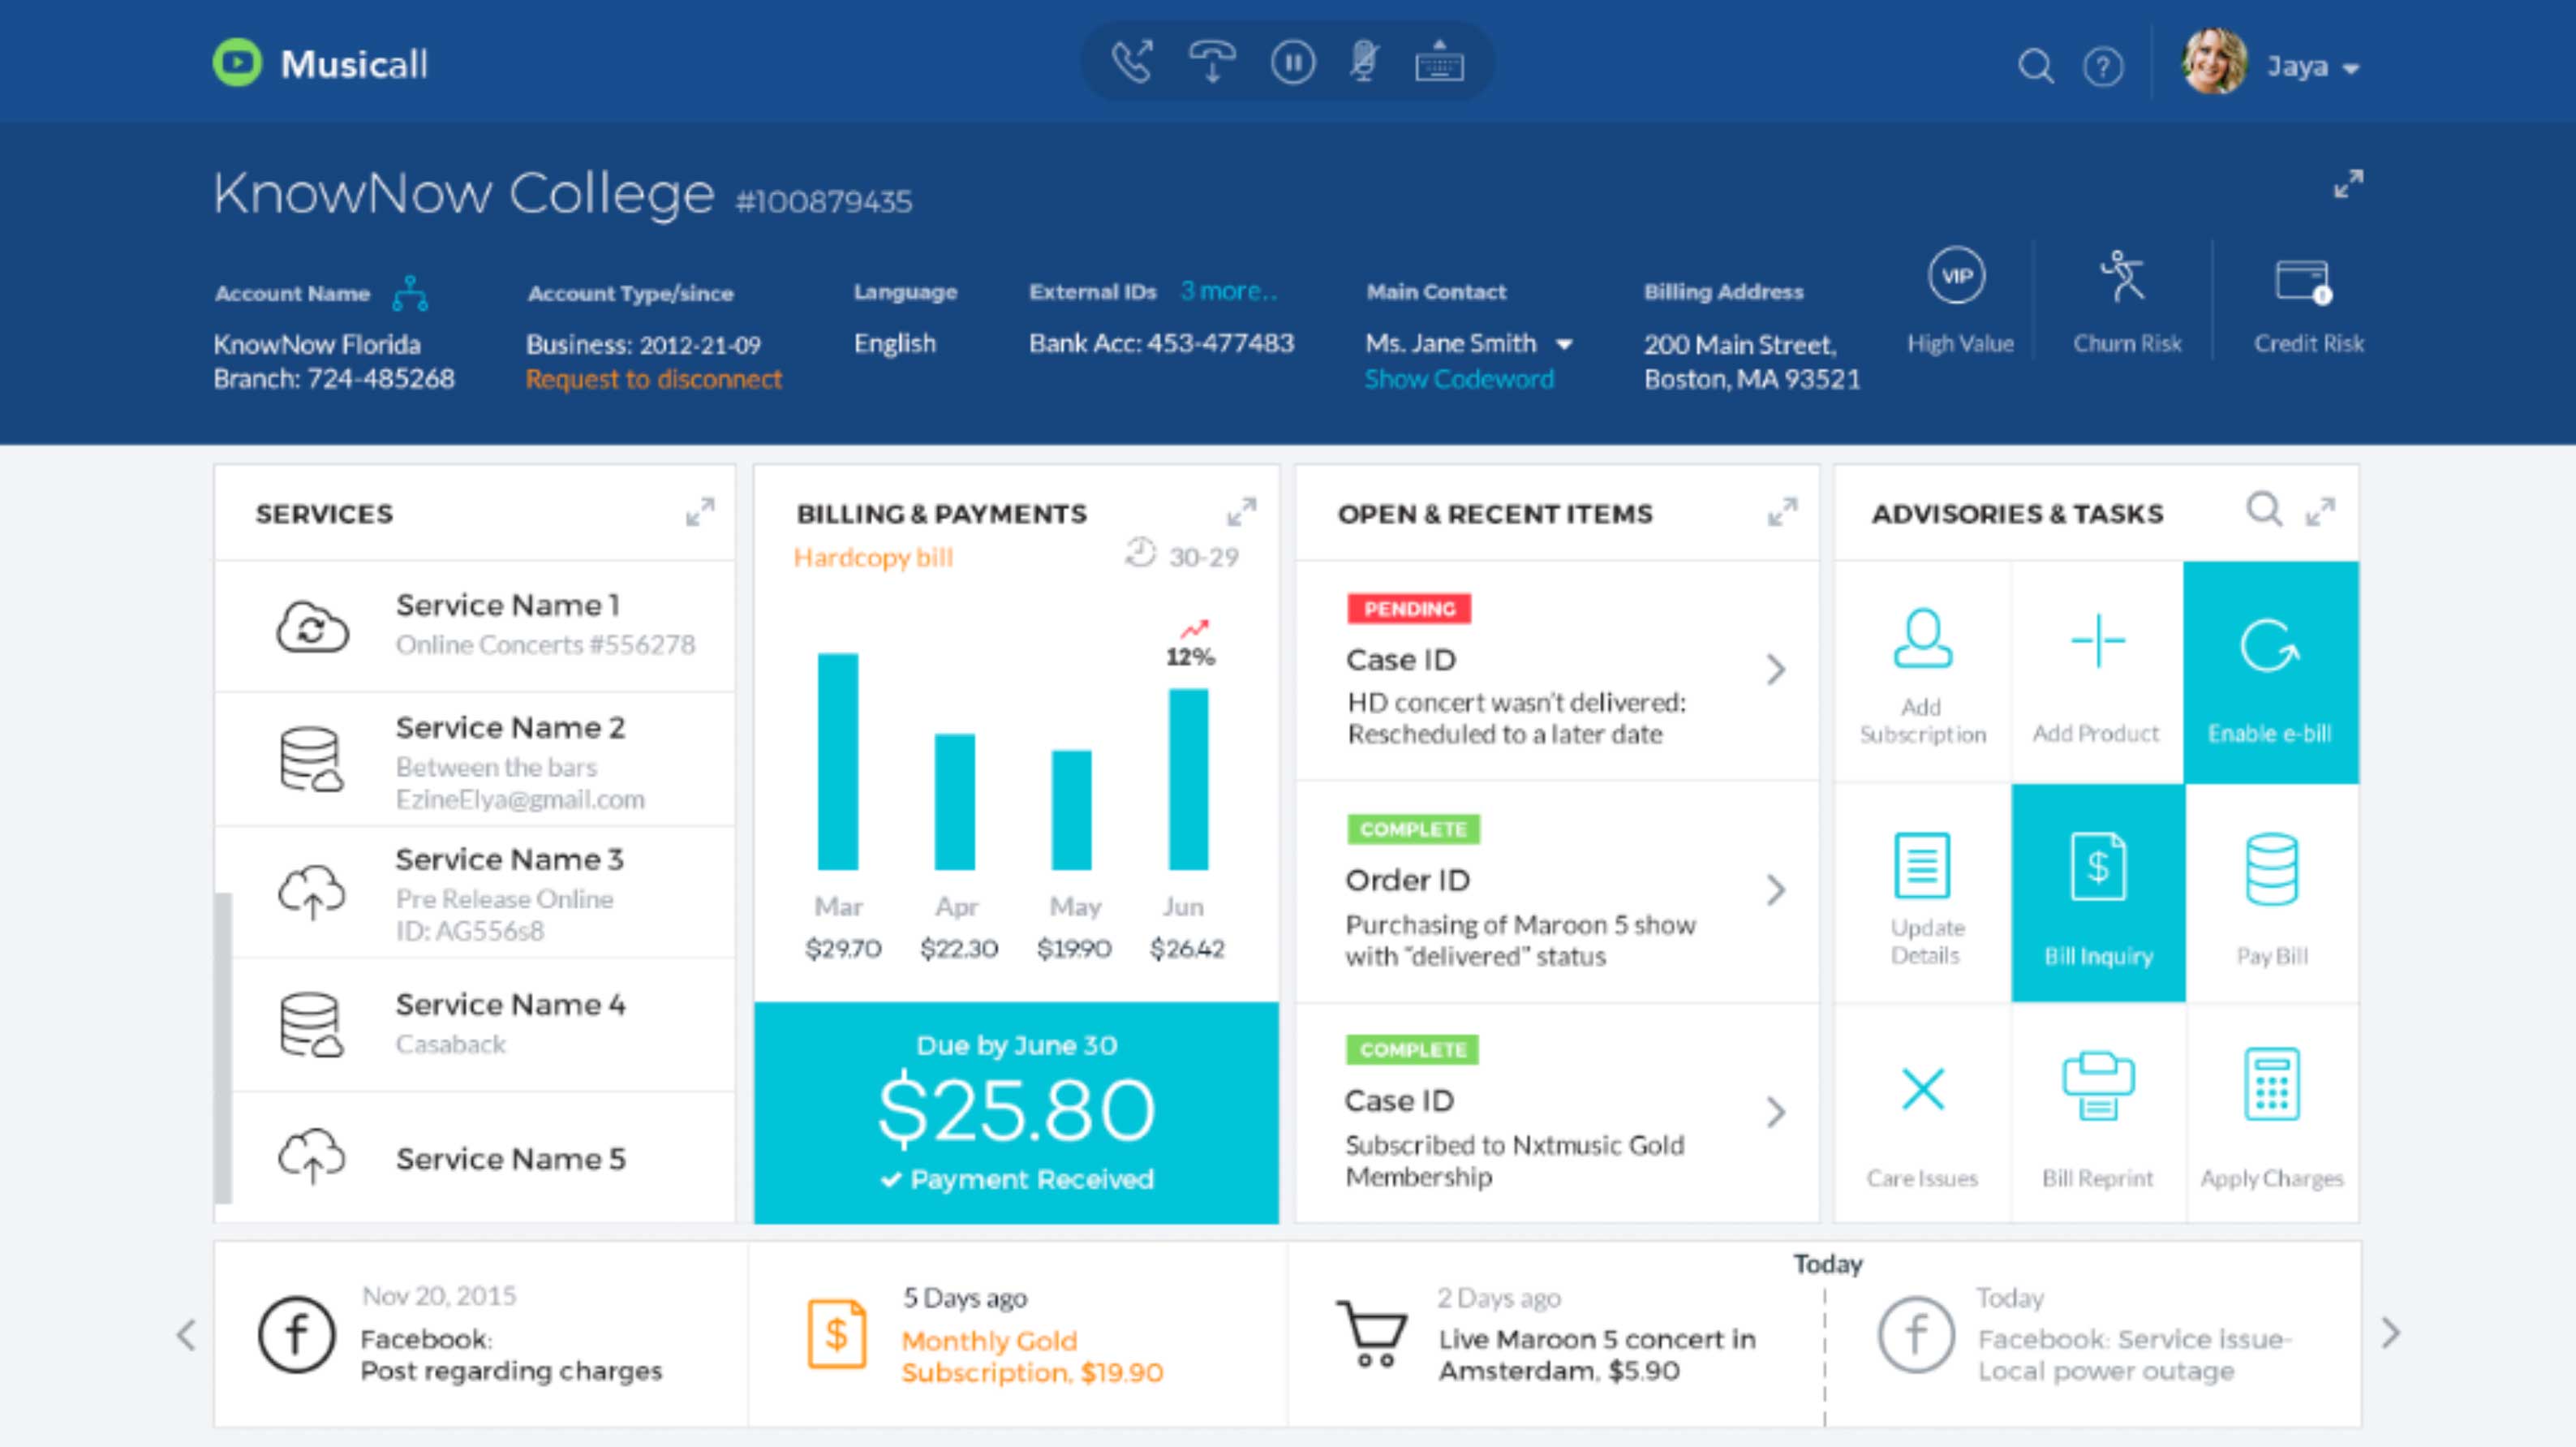 Musicall
Jaya
KnowNow College #100879435
Account Name
KnowNow Florida
Branch: 724-485268
Account Type/since
Business: 2012-21-09
Request to disconnect
Language
English
External IDs 3 more..
Bank Acc: 453-477483
Main Contact
Ms. Jane Smith
Show Codeword
Billing Address
200 Main Street,
Boston, MA 93521
VIP
High Value
Churn Risk
Credit Risk
SERVICES
Service Name 1
Online Concerts #556278
Service Name 2
Between the bars
EzineElya@gmail.com
Service Name 3
Pre Release Online
ID: AG556s8
Service Name 4
Casaback
Service Name 5
BILLING & PAYMENTS
Hardcopy bill
30-29
12%
Mar Apr May Jun
$29.70 $22.30 $19.90 $26.42
Due by June 30
$25.80
Payment Received
OPEN & RECENT ITEMS
PENDING
Case ID
HD concert wasn't delivered:
Rescheduled to a later date
COMPLETE
Order ID
Purchasing of Maroon 5 show
with "delivered" status
COMPLETE
Case ID
Subscribed to Nxtmusic Gold
Membership
ADVISORIES & TASKS
Add
Subscription
Add Product
Enable e-bill
Update
Details
$
Bill Inquiry
Pay Bill
Care Issues
Bill Reprint
Apply Charges
f
Nov 20, 2015
Facebook:
Post regarding charges
$
5 Days ago
Monthly Gold
Subscription, $19.90
2 Days ago
Live Maroon 5 concert in
Amsterdam, $5.90
Today
f
Today
Facebook: Service issue-
Local power outage